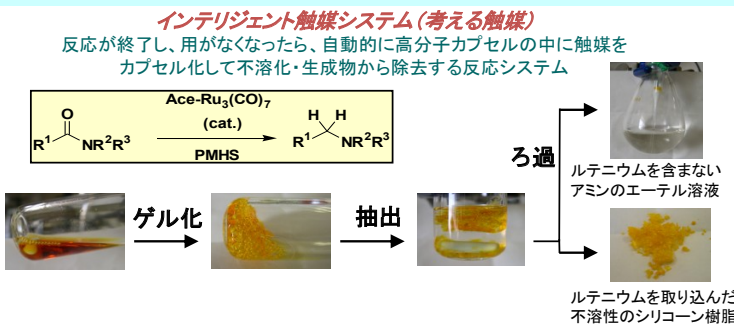 インテリジェント触媒システム(考える触媒)
反応が終了し、用がなくなったら、自動的に高分子カプセルの中に触媒を
カプセル化して不溶化・生成物から除去する反応システム
Ace-Ru3(CO)7
(cat.)
PMHS
O
R1 NR2R3
H H
R1 NR2R3
ゲル化
抽出
ろ過
ルテニウムを含まない
アミンのエーテル溶液
ルテニウムを取り込んだ
不溶性のシリコーン樹脂